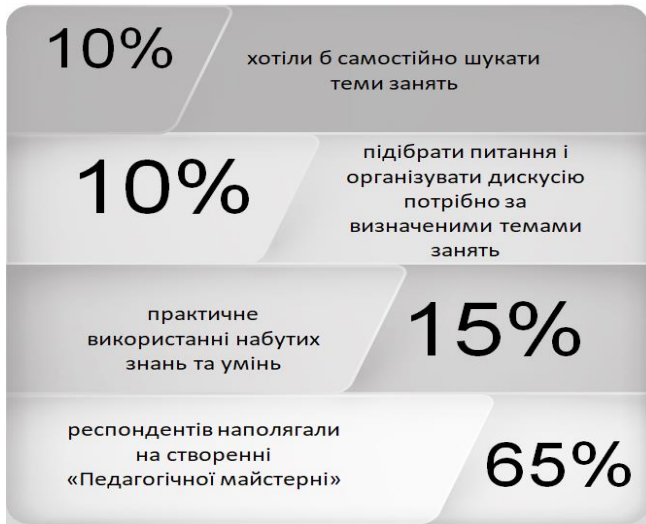 10%
хотіли б самостійно шукати
теми занять
10%
підібрати питання і
організувати дискусію
потрібно за
визначеними темами
занять
практичне
використанні набутих
знань та умінь
15%
респондентів наполягали
на створенні
«Педагогічної майстерні»
65%